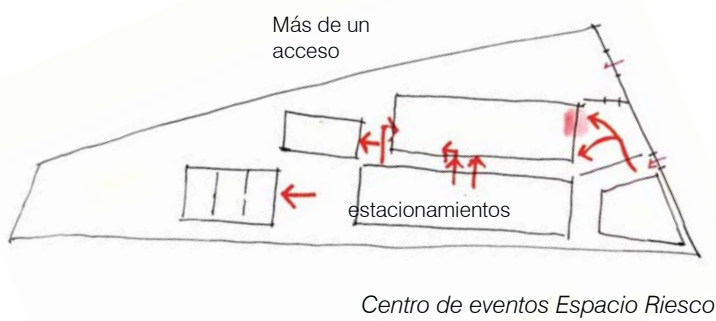 Más de un
acceso
estacionamientos
Centro de eventos Espacio Riesco